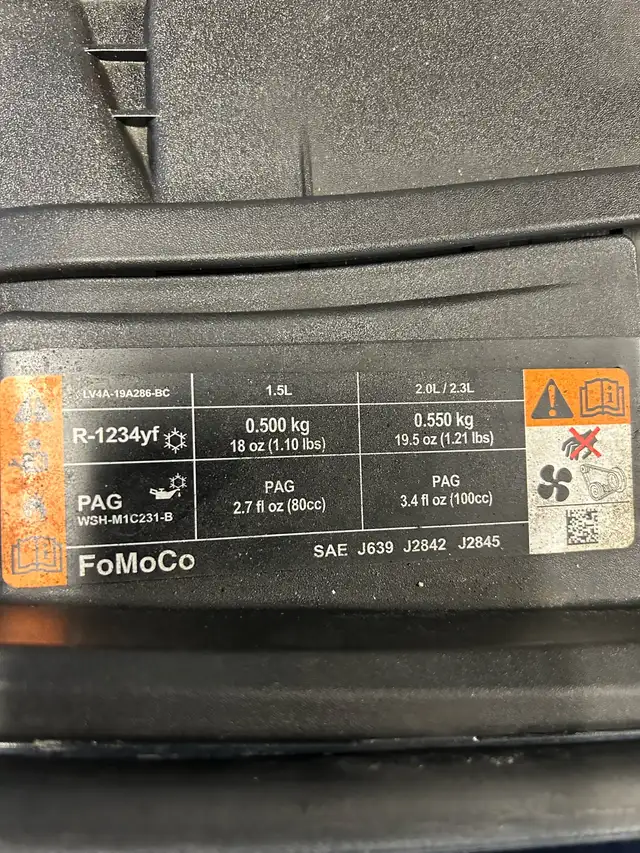 LV4A-19A286-BC 1.5L 2.0L / 2.3L
R-1234yf 0.500 kg 0.550 kg
18 oz (1.10 lbs) 19.5 oz (1.21 lbs)
PAG PAG PAG
WSH-M1C231-B 2.7 fl oz (80cc) 3.4 fl oz (100cc)
FoMoCo SAE J639 J2842 J2845